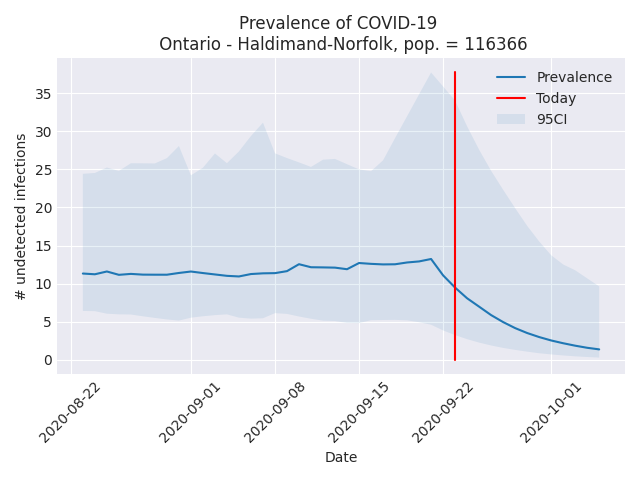 Prevalence of COVID-19
Ontario - Haldimand-Norfolk, pop. = 116366
Prevalence
Today
95CI
# undetected infections
35
30
25
20
15
10
5
0
2020-08-22
2020-09-01
2020-09-08
2020-09-15
2020-09-22
2020-10-01
Date